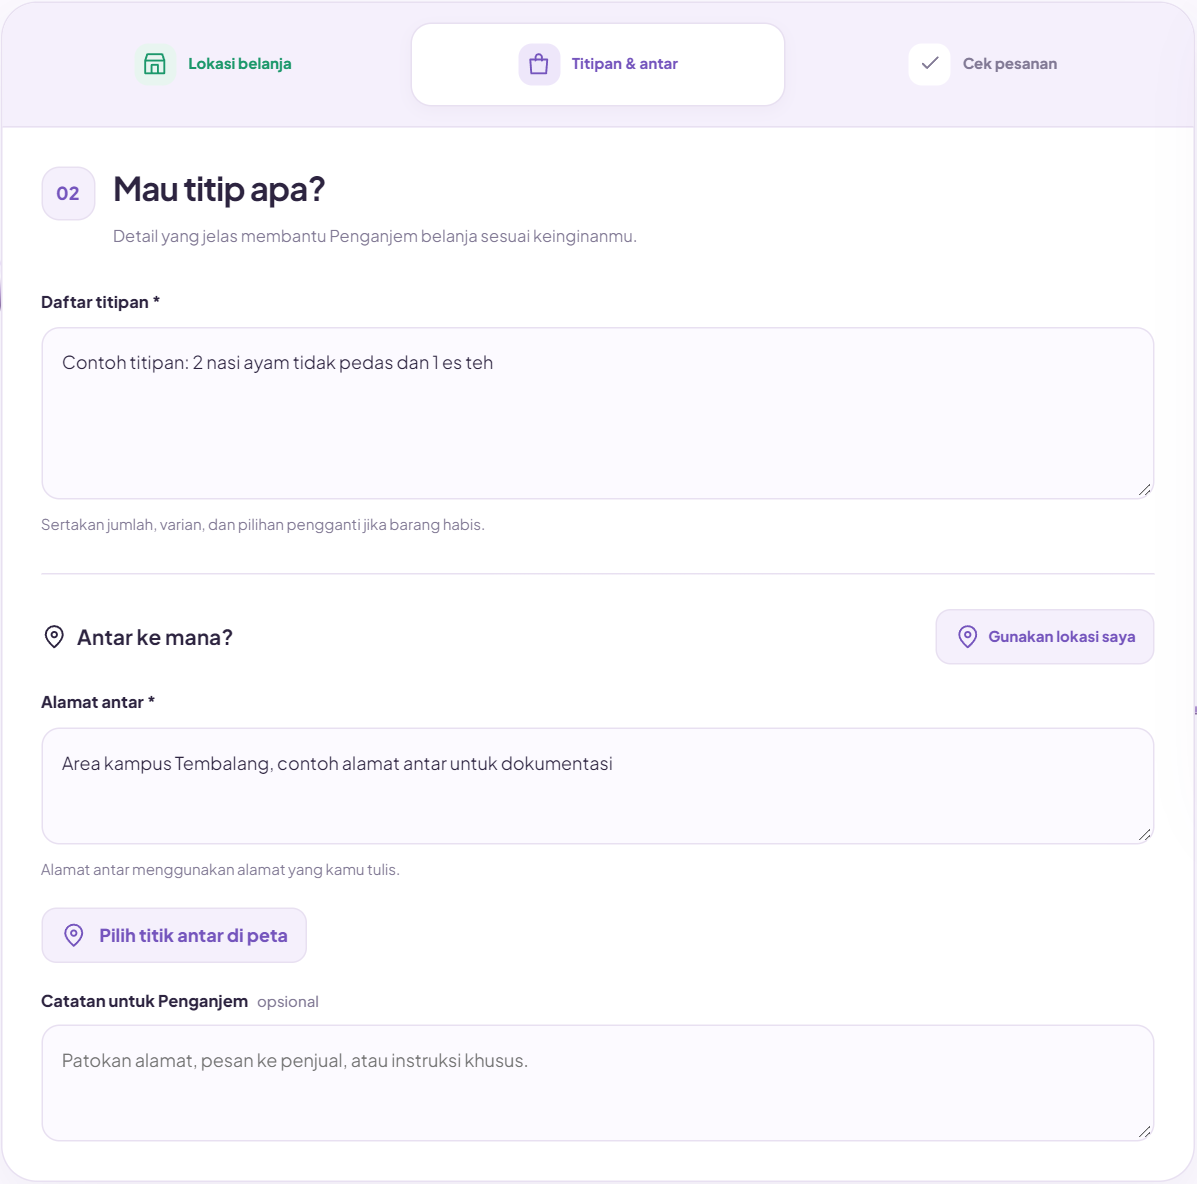 Lokasi belanja
Titipan & antar
Cek pesanan
02
Mau titip apa?
Detail yang jelas membantu Penganjem belanja sesuai keinginanmu.
Daftar titipan *
Contoh titipan: 2 nasi ayam tidak pedas dan 1 es teh
Sertakan jumlah, varian, dan pilihan pengganti jika barang habis.
Antar ke mana?
Gunakan lokasi saya
Alamat antar *
Area kampus Tembalang, contoh alamat antar untuk dokumentasi
Alamat antar menggunakan alamat yang kamu tulis.
Pilih titik antar di peta
Catatan untuk Penganjem opsional
Patokan alamat, pesan ke penjual, atau instruksi khusus.